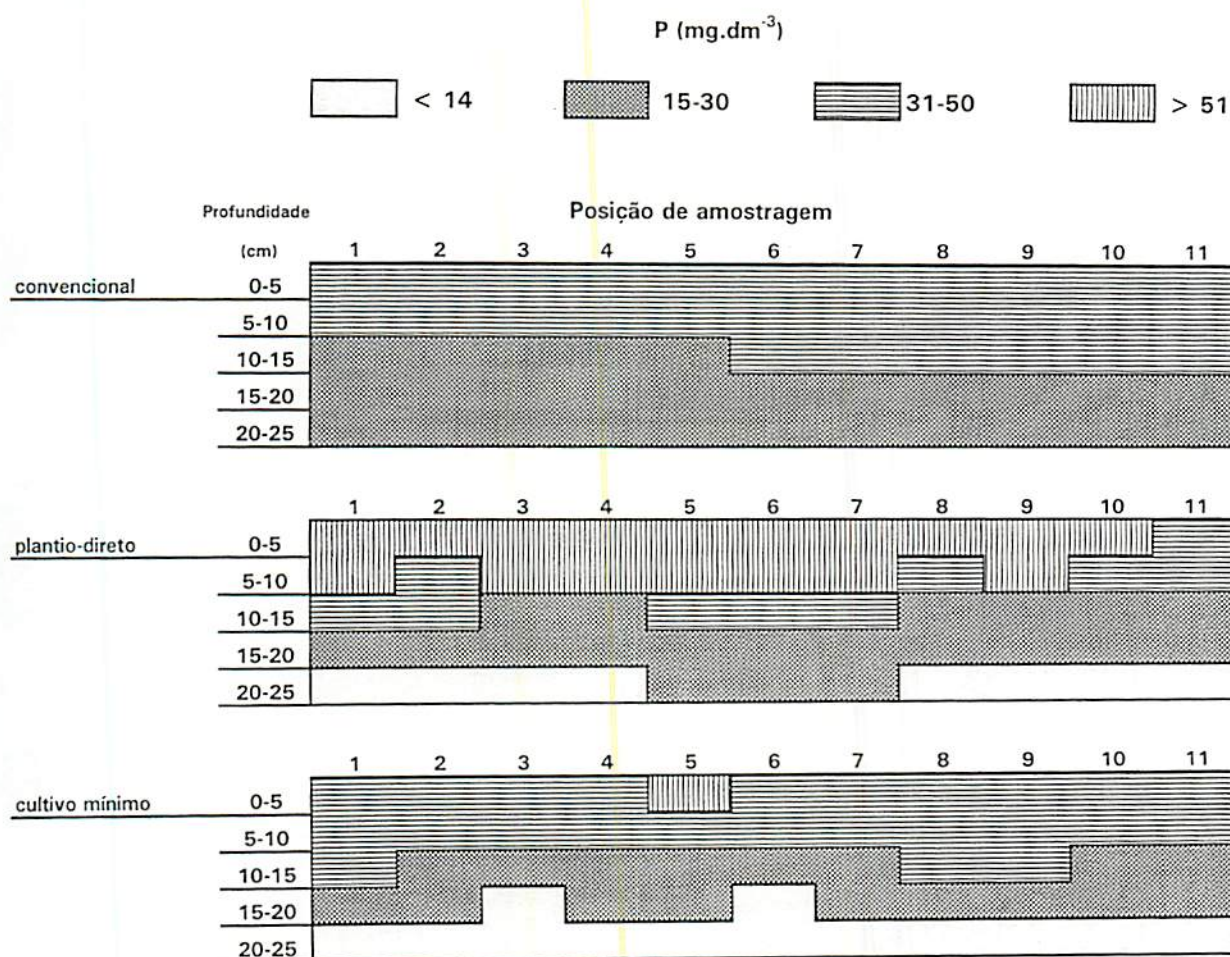 P (mg.dm⁻³)
< 14 15-30 31-50 > 51
Profundidade Posição de amostragem
(cm) 1 2 3 4 5 6 7 8 9 10 11
convencional 0-5
5-10
10-15
15-20
20-25
1 2 3 4 5 6 7 8 9 10 11
plantio-direto 0-5
5-10
10-15
15-20
20-25
1 2 3 4 5 6 7 8 9 10 11
cultivo mínimo 0-5
5-10
10-15
15-20
20-25